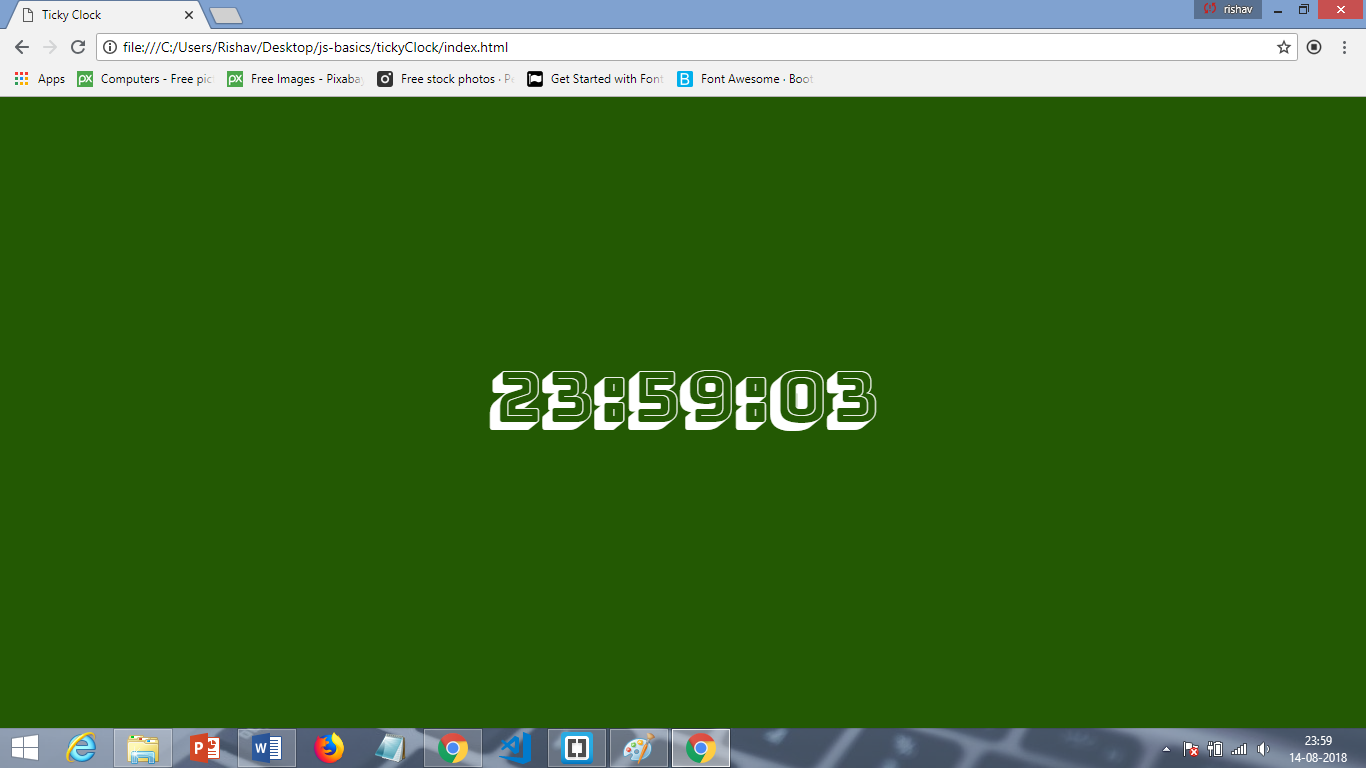 Ticky Clock
rishav
file:///C:/Users/Rishav/Desktop/js-basics/tickyClock/index.html
Apps Computers - Free pic Free Images - Pixabay Free stock photos · Pe Get Started with Font Font Awesome · Boot
23:59:03
23:59
14-08-2018